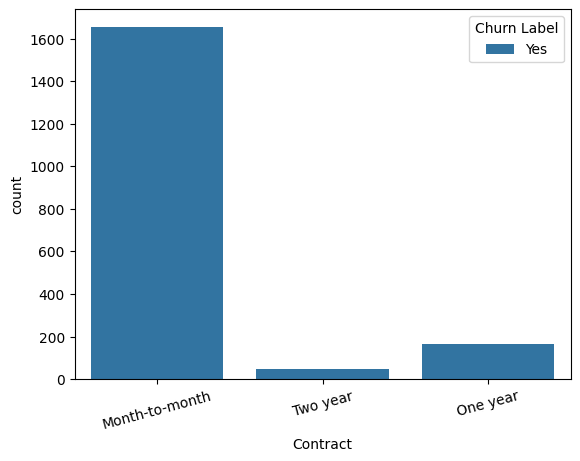 Churn Label
Yes
1600
1400
1200
1000
800
600
400
200
0
count
Month-to-month
Two year
One year
Contract